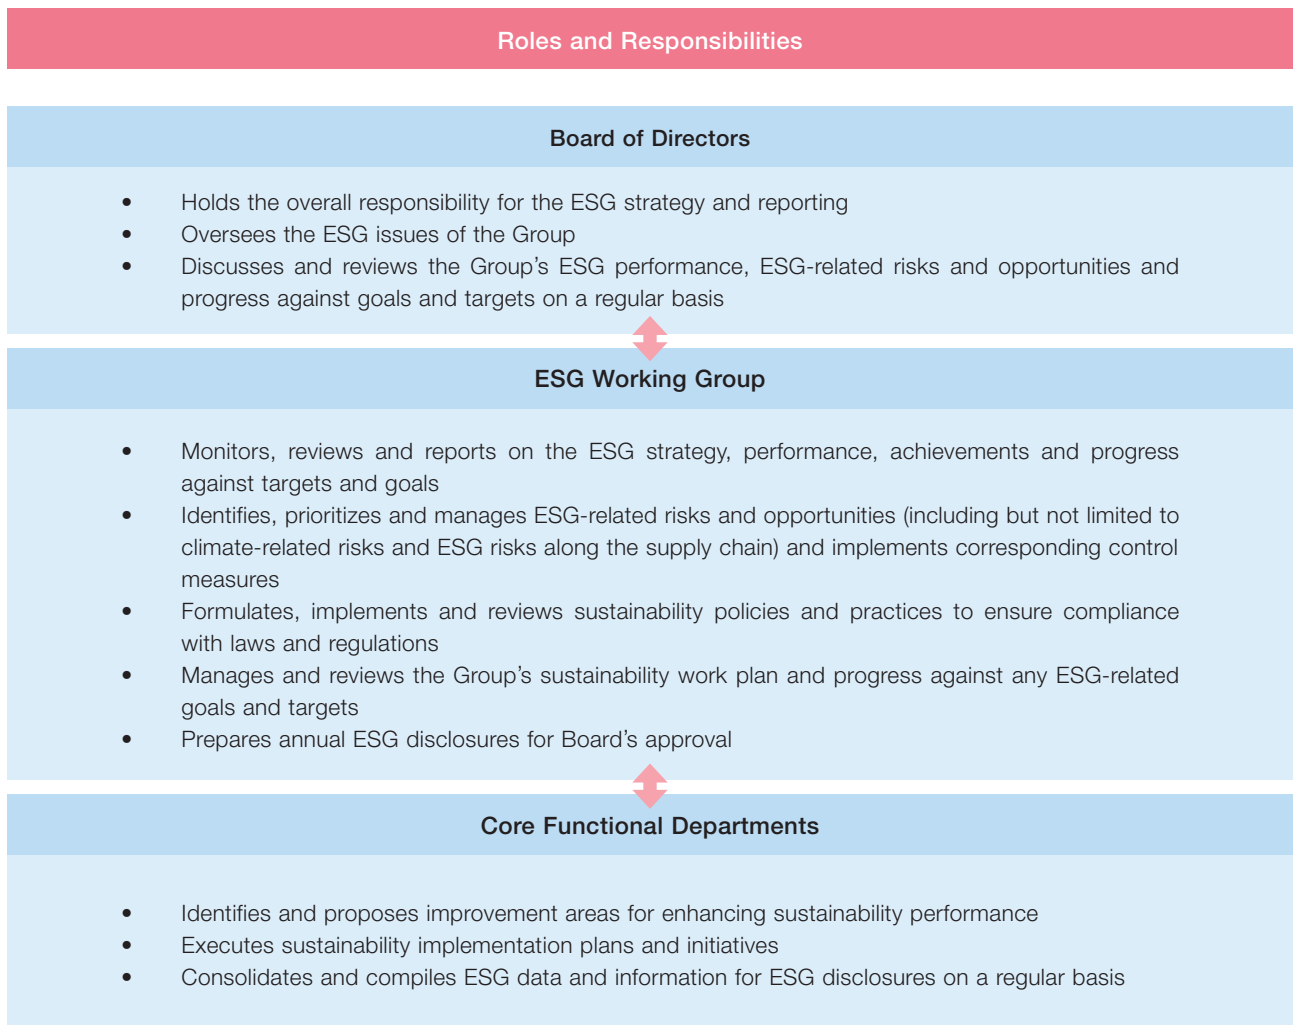 Roles and Responsibilities
Board of Directors
• Holds the overall responsibility for the ESG strategy and reporting
• Oversees the ESG issues of the Group
• Discusses and reviews the Group's ESG performance, ESG-related risks and opportunities and
progress against goals and targets on a regular basis
ESG Working Group
• Monitors, reviews and reports on the ESG strategy, performance, achievements and progress
against targets and goals
• Identifies, prioritizes and manages ESG-related risks and opportunities (including but not limited to
climate-related risks and ESG risks along the supply chain) and implements corresponding control
measures
• Formulates, implements and reviews sustainability policies and practices to ensure compliance
with laws and regulations
• Manages and reviews the Group's sustainability work plan and progress against any ESG-related
goals and targets
• Prepares annual ESG disclosures for Board's approval
Core Functional Departments
• Identifies and proposes improvement areas for enhancing sustainability performance
• Executes sustainability implementation plans and initiatives
• Consolidates and compiles ESG data and information for ESG disclosures on a regular basis